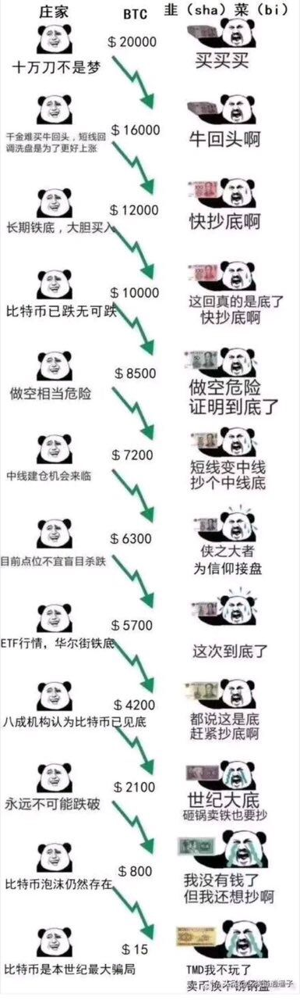 庄家 BTC 韭（sha）菜（bi）
十万刀不是梦
$20000
买买买
千金难买牛回头，短线回
调洗盘是为了更好上涨
$16000
牛回头啊
长期铁底，大胆买入
$12000
快抄底啊
比特币已跌无可跌
$10000
这回真的是底了
快抄底啊
做空相当危险
$8500
做空危险
证明到底了
中线建仓机会来临
$7200
短线变中线
抄个中线底
目前点位不宜盲目杀跌
$6300
侠之大者
为信仰接盘
ETF行情，华尔街铁底
$5700
这次到底了
八成机构认为比特币已见底
$4200
都说这是底
赶紧抄底啊
永远不可能跌破
$2100
世纪大底
砸锅卖铁也要抄
比特币泡沫仍然存在
$800
我没有钱了
但我还想抄啊
比特币是本世纪最大骗局
$15
TMD我不玩了
卖币换个不锈钢盆